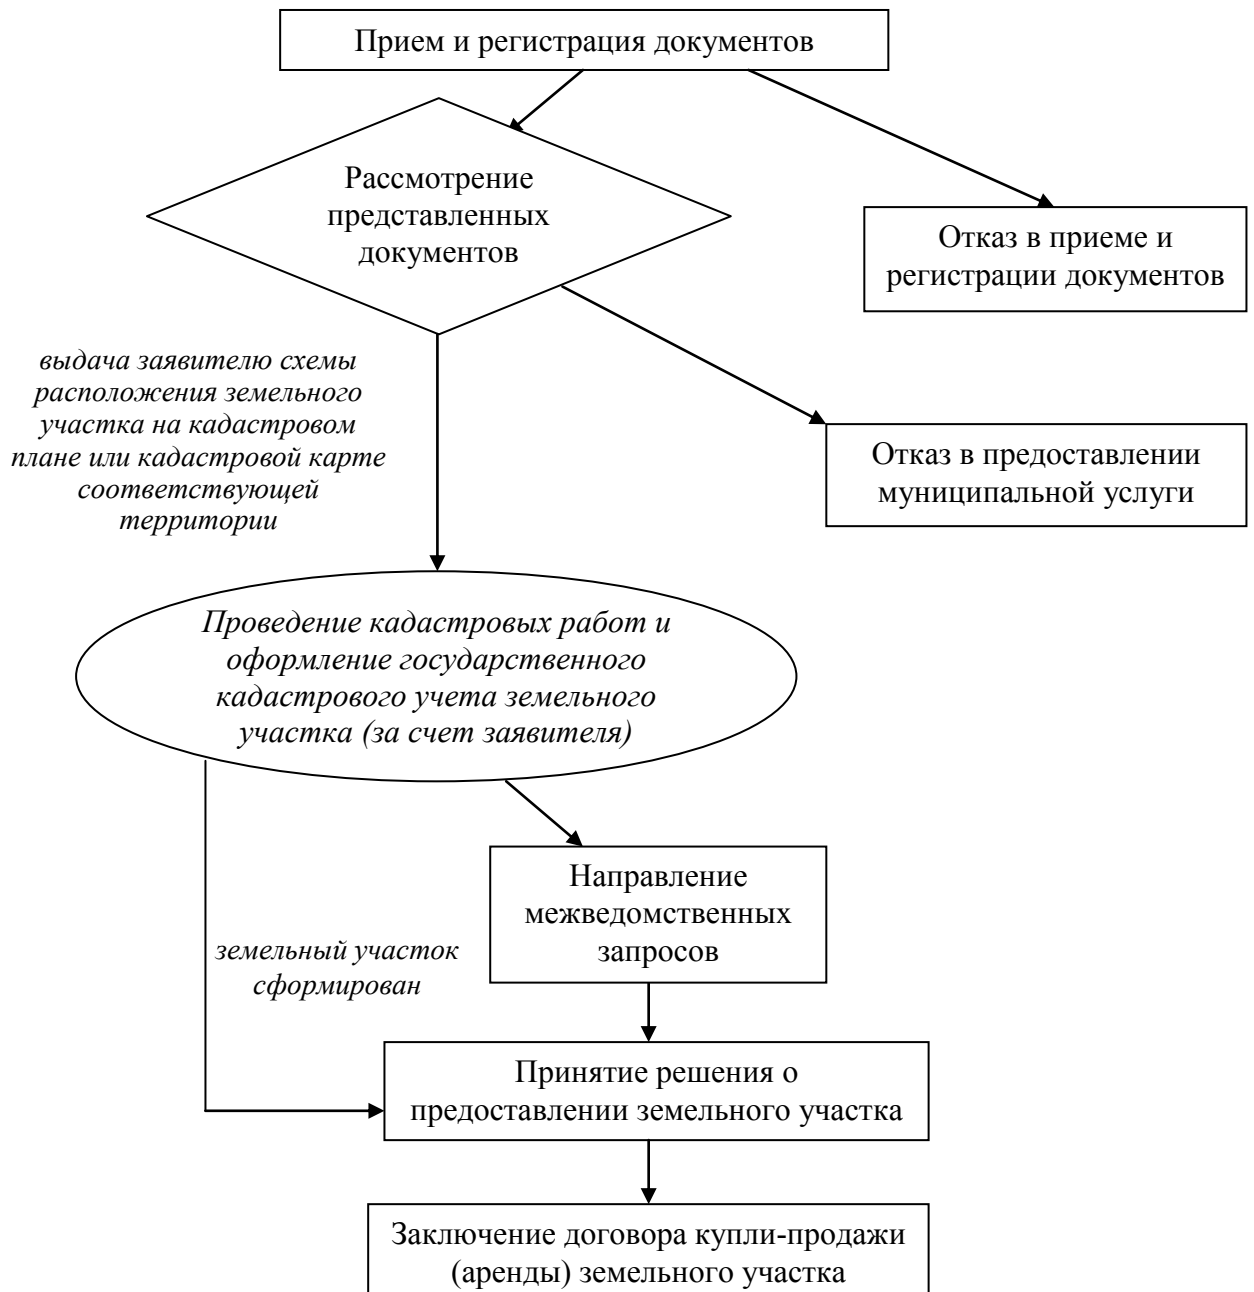 Прием и регистрация документов
Рассмотрение
представленных
документов
Отказ в приеме и
регистрации документов
выдача заявителю схемы
расположения земельного
участка на кадастровом
плане или кадастровой карте
соответствующей
территории
Отказ в предоставлении
муниципальной услуги
Проведение кадастровых работ и
оформление государственного
кадастрового учета земельного
участка (за счет заявителя)
Направление
межведомственных
запросов
земельный участок
сформирован
Принятие решения о
предоставлении земельного участка
Заключение договора купли-продажи
(аренды) земельного участка